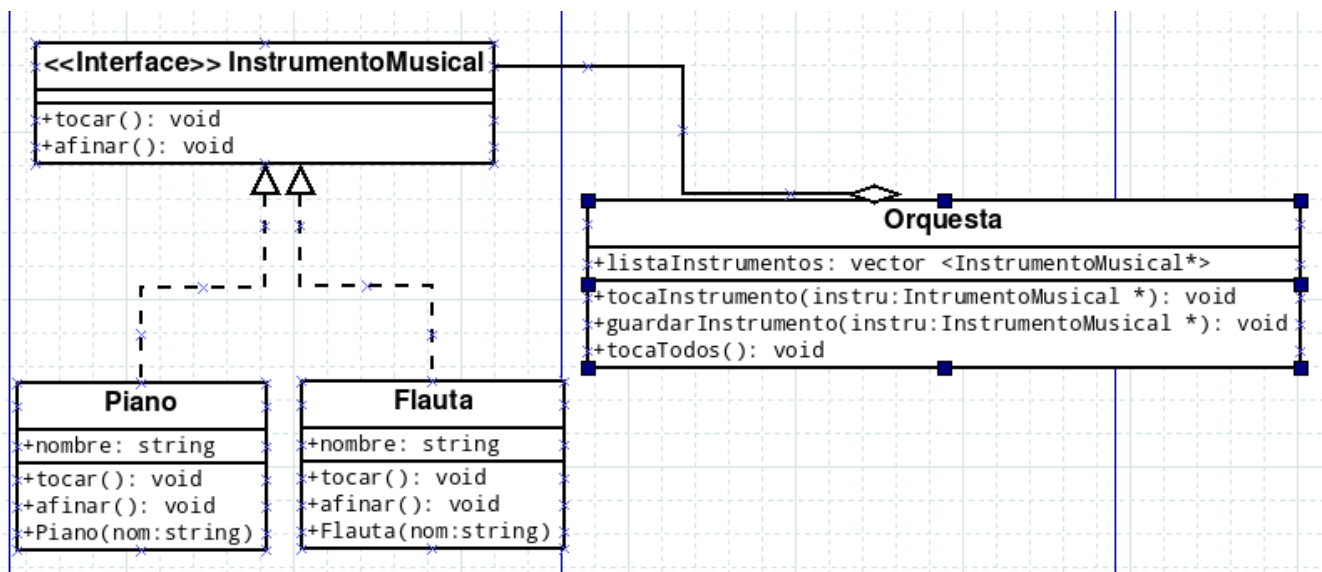 <<Interface>> InstrumentoMusical
+tocar(): void
+afinar(): void
Orquesta
+listaInstrumentos: vector <InstrumentoMusical*>
+tocaInstrumento(instru:IntrumentoMusical *): void
+guardarInstrumento(instru:InstrumentoMusical *): void
+tocaTodos(): void
Piano
+nombre: string
+tocar(): void
+afinar(): void
+Piano(nom:string)
Flauta
+nombre: string
+tocar(): void
+afinar(): void
+Flauta(nom:string)